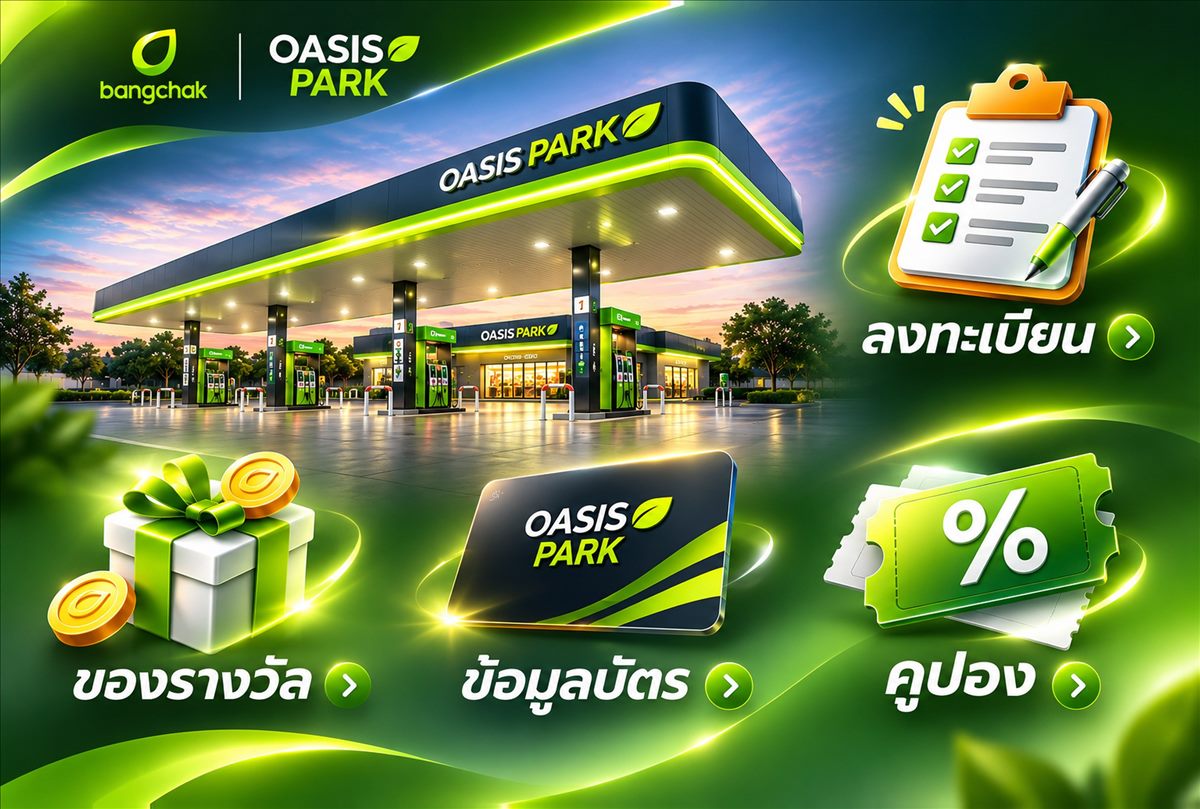 bangchak
OASIS
PARK
OASIS PARK
OASIS PARK
ลงทะเบียน
OASIS
PARK
%
ของรางวัล
ข้อมูลบัตร
คูปอง